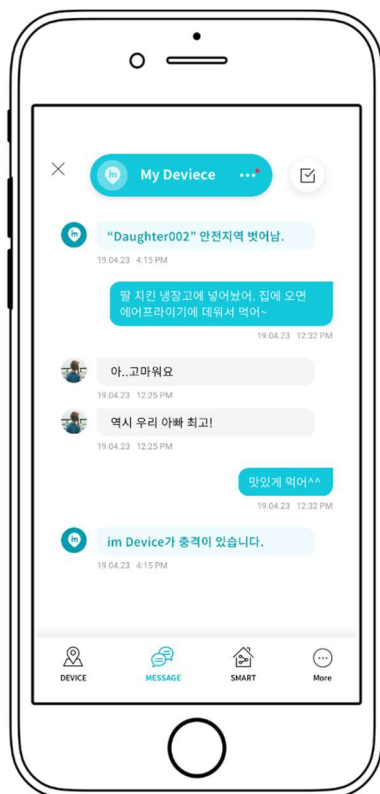 im
My Deviece
im
“Daughter002” 안전지역 벗어남.
19.04.23 4:15 PM
딸 치킨 냉장고에 넣어놨어. 집에 오면
에어프라이기에 데워서 먹어~
19.04.23 12:32 PM
아..고마워요
19.04.23 12:25 PM
역시 우리 아빠 최고!
19.04.23 12:25 PM
맛있게 먹어^^
19.04.23 12:32 PM
im
im Device가 충격이 있습니다.
19.04.23 4:15 PM
DEVICE
MESSAGE
SMART
More